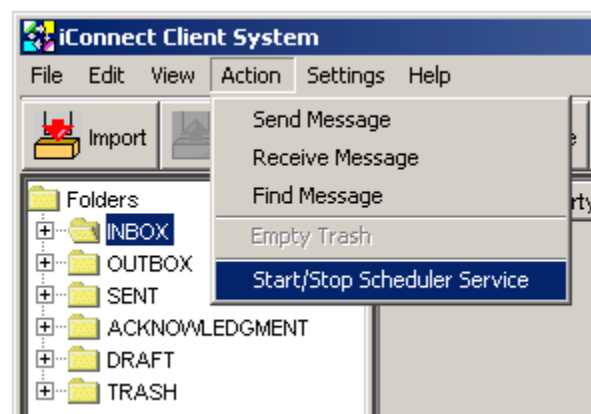 iConnect Client System
File Edit View Action Settings Help
Import
Send Message
Receive Message
Find Message
Empty Trash
Start/Stop Scheduler Service
Folders
INBOX
OUTBOX
SENT
ACKNOWLEDGMENT
DRAFT
TRASH